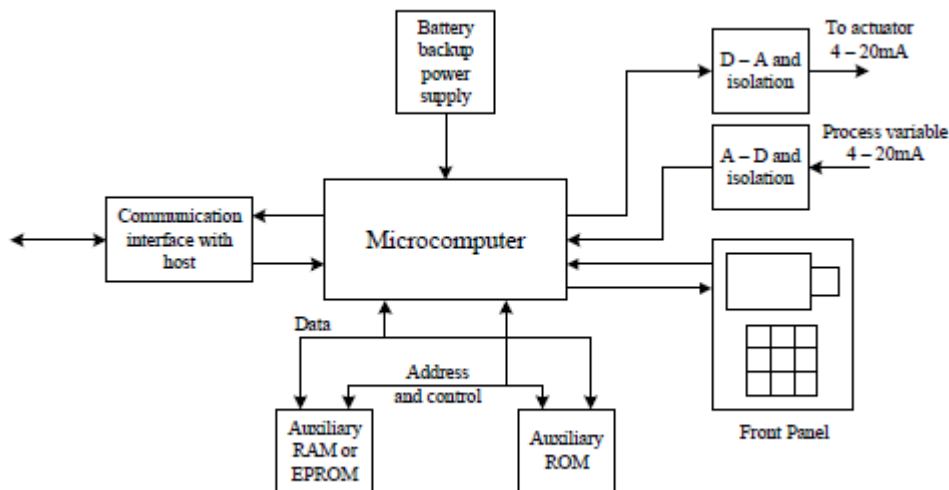 Battery
backup
power
supply
To actuator
4 – 20mA
D – A and
isolation
Process variable
4 – 20mA
A – D and
isolation
Communication
interface with
host
Microcomputer
Data
Address
and control
Auxiliary
RAM or
EPROM
Auxiliary
ROM
Front Panel